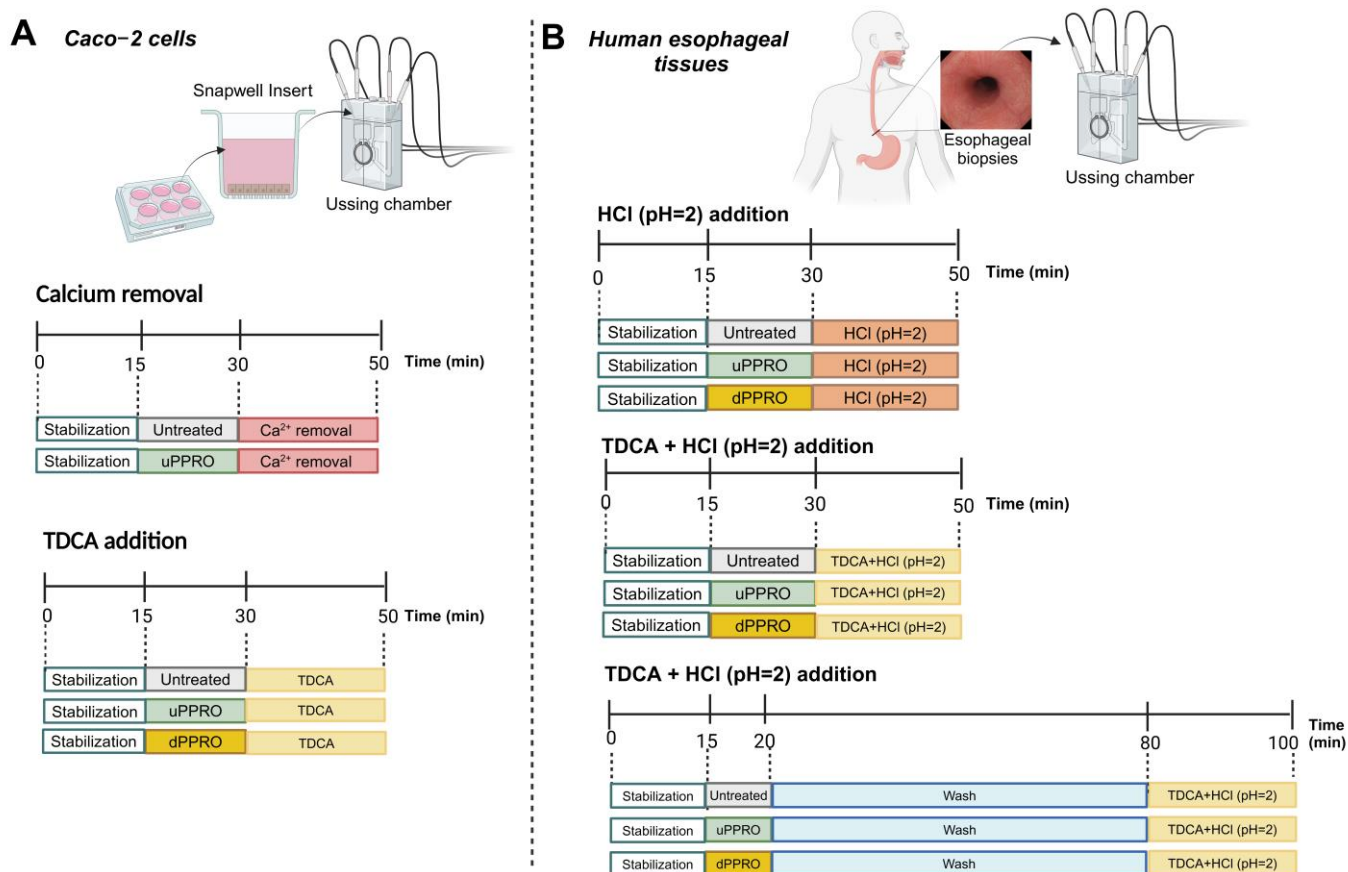 A
Caco-2 cells
Snapwell Insert
Ussing chamber
Calcium removal
0 15 30 50 Time (min)
Stabilization Untreated Ca²⁺ removal
Stabilization uPPRO Ca²⁺ removal
TDCA addition
0 15 30 50 Time (min)
Stabilization Untreated TDCA
Stabilization uPPRO TDCA
Stabilization dPPRO TDCA
B
Human esophageal
tissues
Esophageal
biopsies
Ussing chamber
HCl (pH=2) addition
0 15 30 50 Time (min)
Stabilization Untreated HCl (pH=2)
Stabilization uPPRO HCl (pH=2)
Stabilization dPPRO HCl (pH=2)
TDCA + HCl (pH=2) addition
0 15 30 50 Time (min)
Stabilization Untreated TDCA+HCl (pH=2)
Stabilization uPPRO TDCA+HCl (pH=2)
Stabilization dPPRO TDCA+HCl (pH=2)
TDCA + HCl (pH=2) addition
0 15 20 80 100 Time
(min)
Stabilization Untreated Wash TDCA+HCl (pH=2)
Stabilization uPPRO Wash TDCA+HCl (pH=2)
Stabilization dPPRO Wash TDCA+HCl (pH=2)